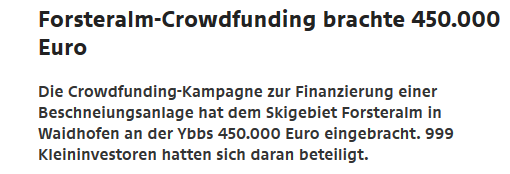 Forsteralm-Crowdfunding brachte 450.000
Euro
Die Crowdfunding-Kampagne zur Finanzierung einer
Beschneiungsanlage hat dem Skigebiet Forsteralm in
Waidhofen an der Ybbs 450.000 Euro eingebracht. 999
Kleininvestoren hatten sich daran beteiligt.